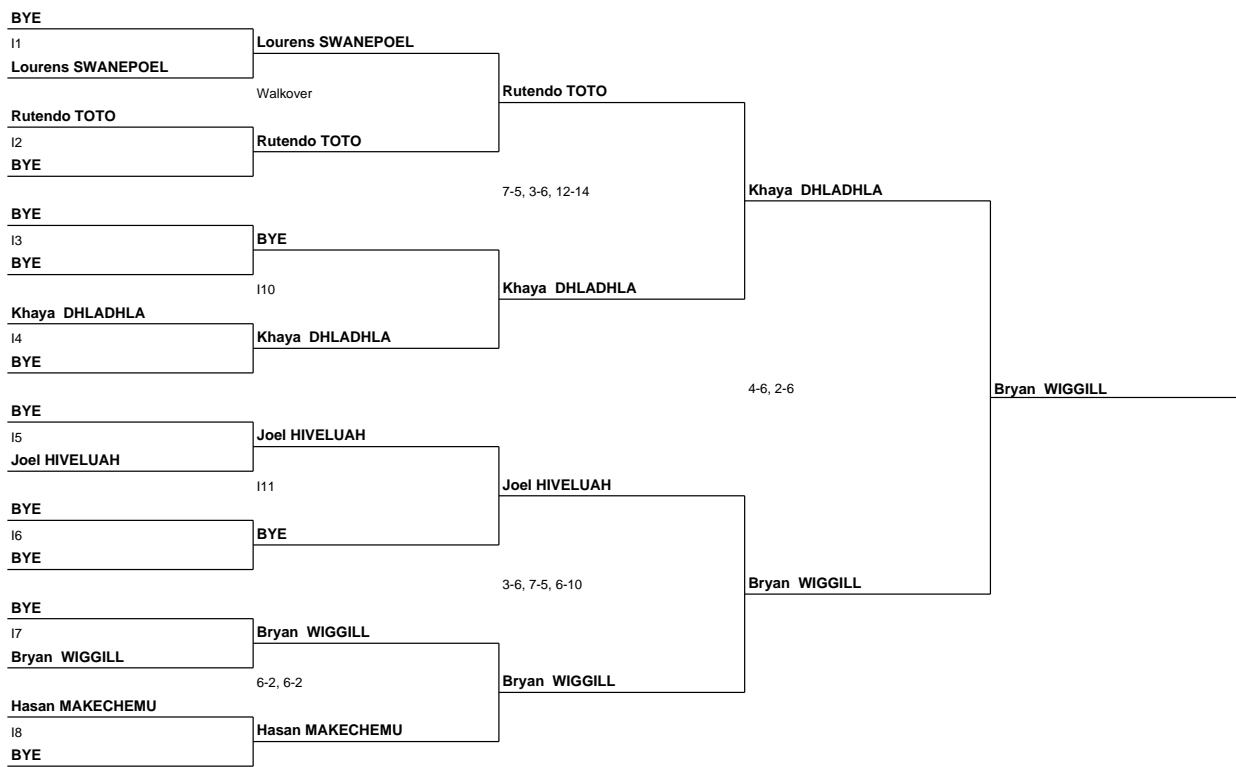 BYE
I1
Lourens SWANEPOEL
Rutendo TOTO
I2
BYE
BYE
I3
BYE
Khaya DHLADHLA
I4
BYE
BYE
I5
Joel HIVELUAH
BYE
I6
BYE
BYE
I7
Bryan WIGGILL
Hasan MAKECHEMU
I8
BYE
Lourens SWANEPOEL
Walkover
Rutendo TOTO
BYE
I10
Khaya DHLADHLA
Joel HIVELUAH
I11
BYE
Bryan WIGGILL
6-2, 6-2
Hasan MAKECHEMU
Rutendo TOTO
7-5, 3-6, 12-14
Khaya DHLADHLA
Joel HIVELUAH
3-6, 7-5, 6-10
Bryan WIGGILL
Khaya DHLADHLA
4-6, 2-6
Bryan WIGGILL
Bryan WIGGILL